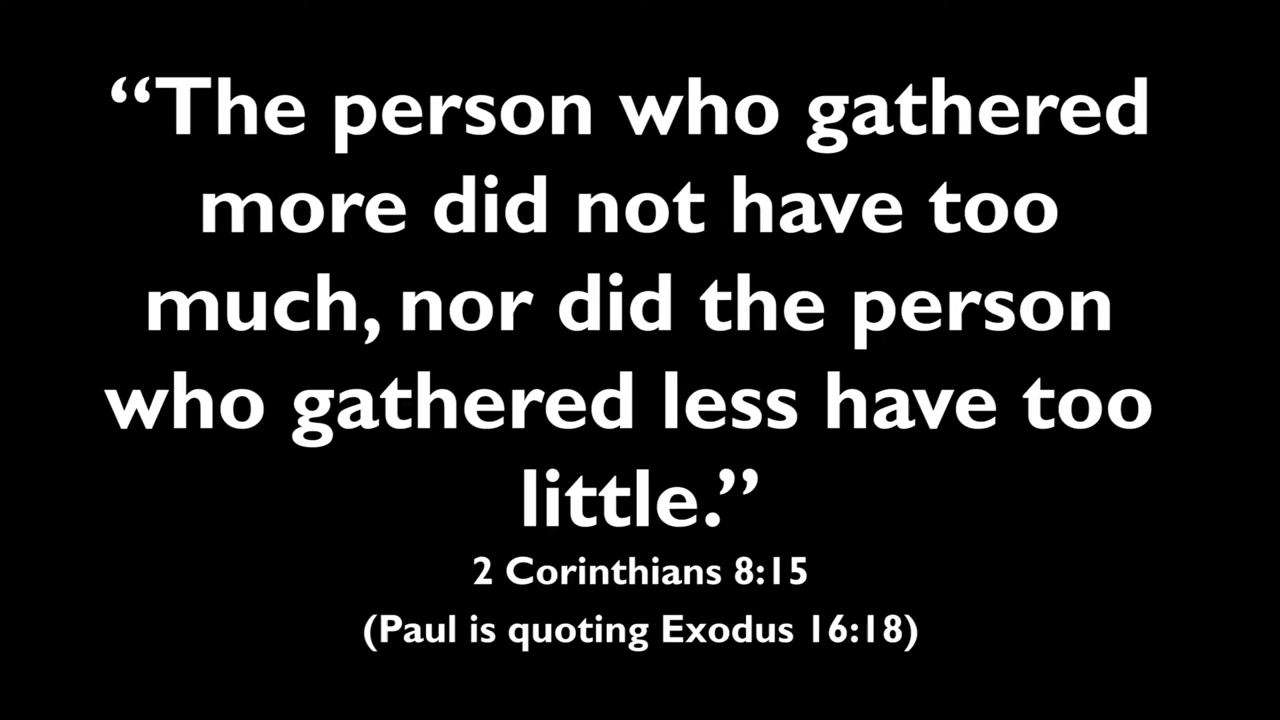 “The person who gathered
more did not have too
much, nor did the person
who gathered less have too
little.”
2 Corinthians 8:15
(Paul is quoting Exodus 16:18)